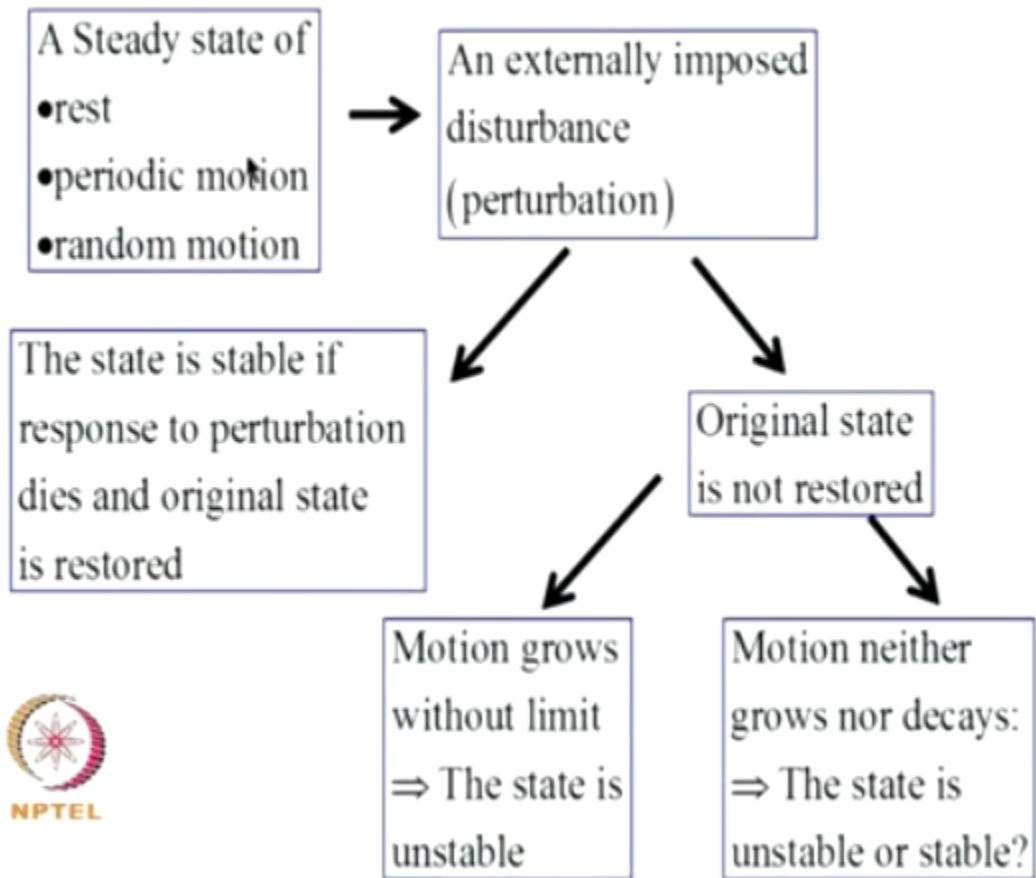 A Steady state of
•rest
•periodic motion
•random motion
An externally imposed
disturbance
(perturbation)
The state is stable if
response to perturbation
dies and original state
is restored
Original state
is not restored
Motion grows
without limit
⇒ The state is
unstable
Motion neither
grows nor decays:
⇒ The state is
unstable or stable?
NPTEL